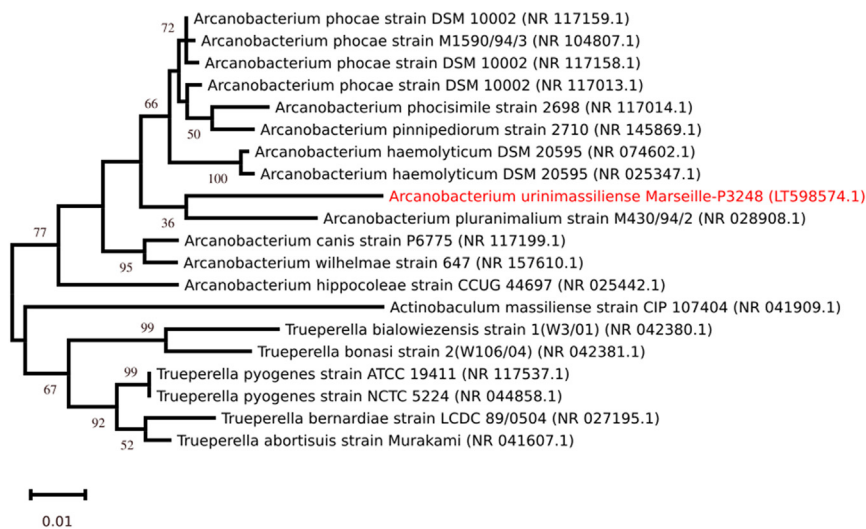 72
Arcanobacterium phocae strain DSM 10002 (NR 117159.1)
Arcanobacterium phocae strain M1590/94/3 (NR 104807.1)
Arcanobacterium phocae strain DSM 10002 (NR 117158.1)
Arcanobacterium phocae strain DSM 10002 (NR 117013.1)
66
Arcanobacterium phocisimile strain 2698 (NR 117014.1)
50
Arcanobacterium pinnipediorum strain 2710 (NR 145869.1)
Arcanobacterium haemolyticum DSM 20595 (NR 074602.1)
100
Arcanobacterium haemolyticum DSM 20595 (NR 025347.1)
Arcanobacterium urinimassiliense Marseille-P3248 (LT598574.1)
36
Arcanobacterium pluranimalium strain M430/94/2 (NR 028908.1)
77
Arcanobacterium canis strain P6775 (NR 117199.1)
95
Arcanobacterium wilhelmae strain 647 (NR 157610.1)
Arcanobacterium hippocoleae strain CCUG 44697 (NR 025442.1)
Actinobaculum massiliense strain CIP 107404 (NR 041909.1)
99
Trueperella bialowiezensis strain 1(W3/01) (NR 042380.1)
Trueperella bonasi strain 2(W106/04) (NR 042381.1)
67
99
Trueperella pyogenes strain ATCC 19411 (NR 117537.1)
Trueperella pyogenes strain NCTC 5224 (NR 044858.1)
92
Trueperella bernardiae strain LCDC 89/0504 (NR 027195.1)
52
Trueperella abortisuis strain Murakami (NR 041607.1)
0.01